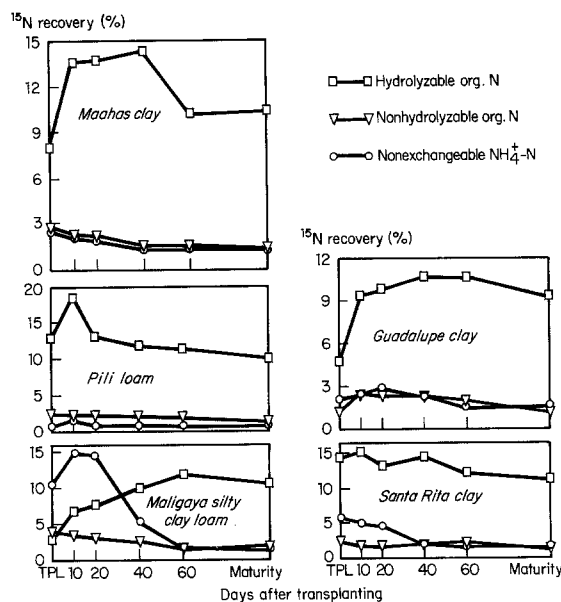 15N recovery (%)
15
12
9
6
3
0
Maahas clay
Hydrolyzable org. N
Nonhydrolyzable org. N
Nonexchangeable NH4+-N
20
15
10
5
0
Pili loam
15N recovery (%)
12
9
6
3
0
Guadalupe clay
15
10
5
0
Maligaya silty
clay loam
TPL 10 20 40 60 Maturity
15
10
5
0
Santa Rita clay
TPL 10 20 40 60 Maturity
Days after transplanting